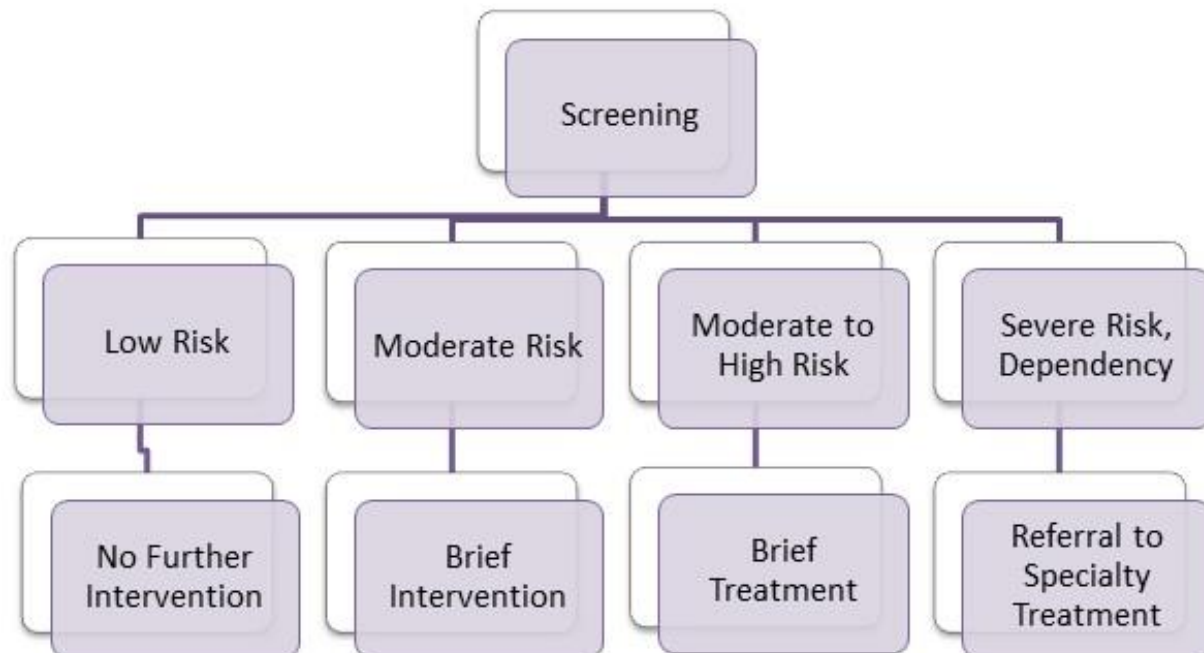 Screening
Low Risk
Moderate Risk
Moderate to
High Risk
Severe Risk,
Dependency
No Further
Intervention
Brief
Intervention
Brief
Treatment
Referral to
Specialty
Treatment